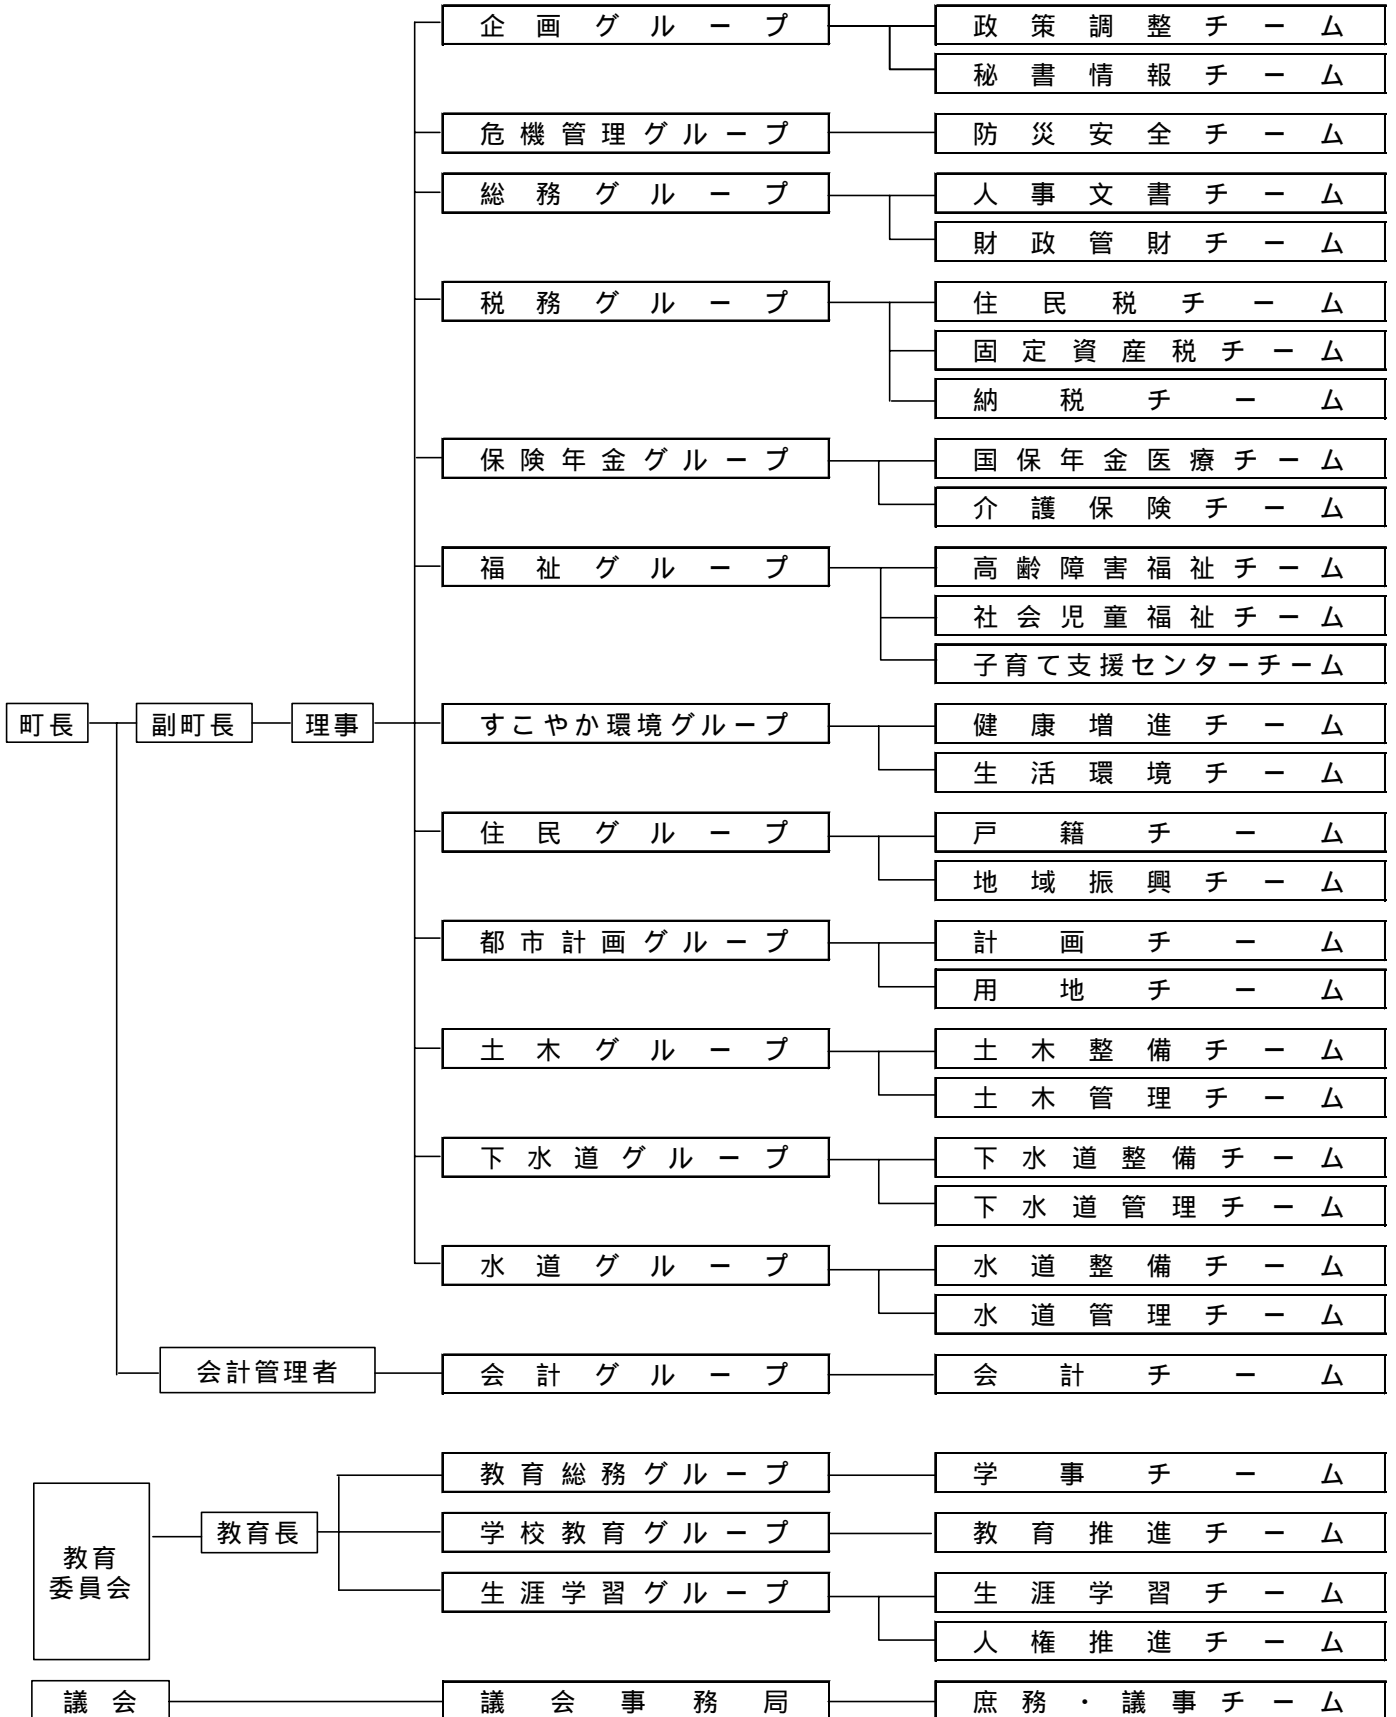 企画グループ 政策調整チーム
秘書情報チーム
危機管理グループ 防災安全チーム
総務グループ 人事文書チーム
財政管財チーム
税務グループ 住民税チーム
固定資産税チーム
納税チーム
保険年金グループ 国保年金医療チーム
介護保険チーム
福祉グループ 高齢障害福祉チーム
社会児童福祉チーム
子育て支援センターチーム
町長 副町長 理事 すこやか環境グループ 健康増進チーム
生活環境チーム
住民グループ 戸籍チーム
地域振興チーム
都市計画グループ 計画チーム
用地チーム
土木グループ 土木整備チーム
土木管理チーム
下水道グループ 下水道整備チーム
下水道管理チーム
水道グループ 水道整備チーム
水道管理チーム
会計管理者 会計グループ 会計チーム
教育総務グループ 学事チーム
教育長 学校教育グループ 教育推進チーム
教育
委員会
生涯学習グループ 生涯学習チーム
人権推進チーム
議会 議会事務局 庶務・議事チーム